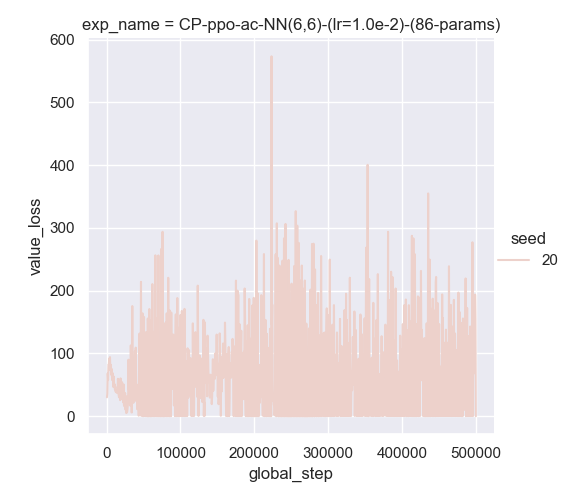 exp_name = CP-ppo-ac-NN(6,6)-(lr=1.0e-2)-(86-params)
600
500
400
300
200
100
0
value_loss
0 100000 200000 300000 400000 500000
global_step
seed
20